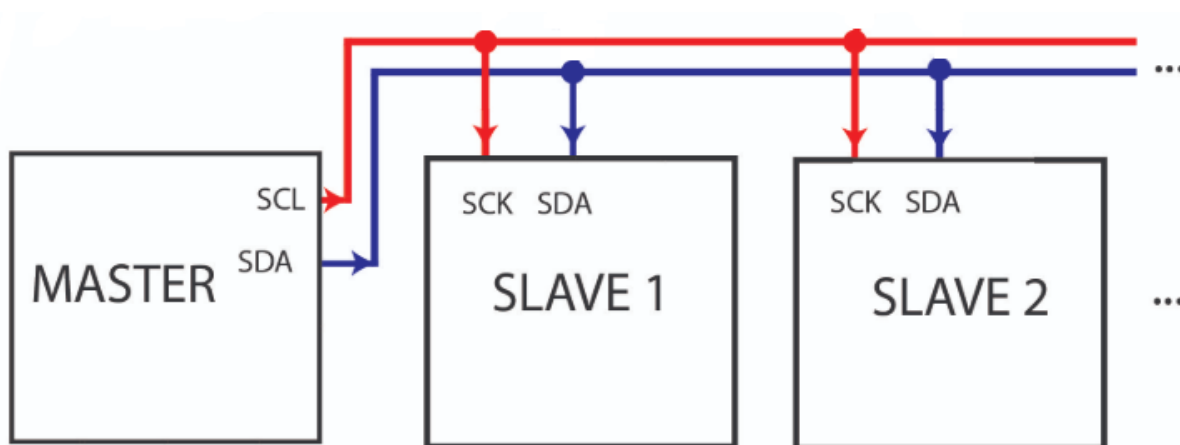 SCL
SDA
MASTER
SCK SDA
SLAVE 1
SCK SDA
SLAVE 2
...
...